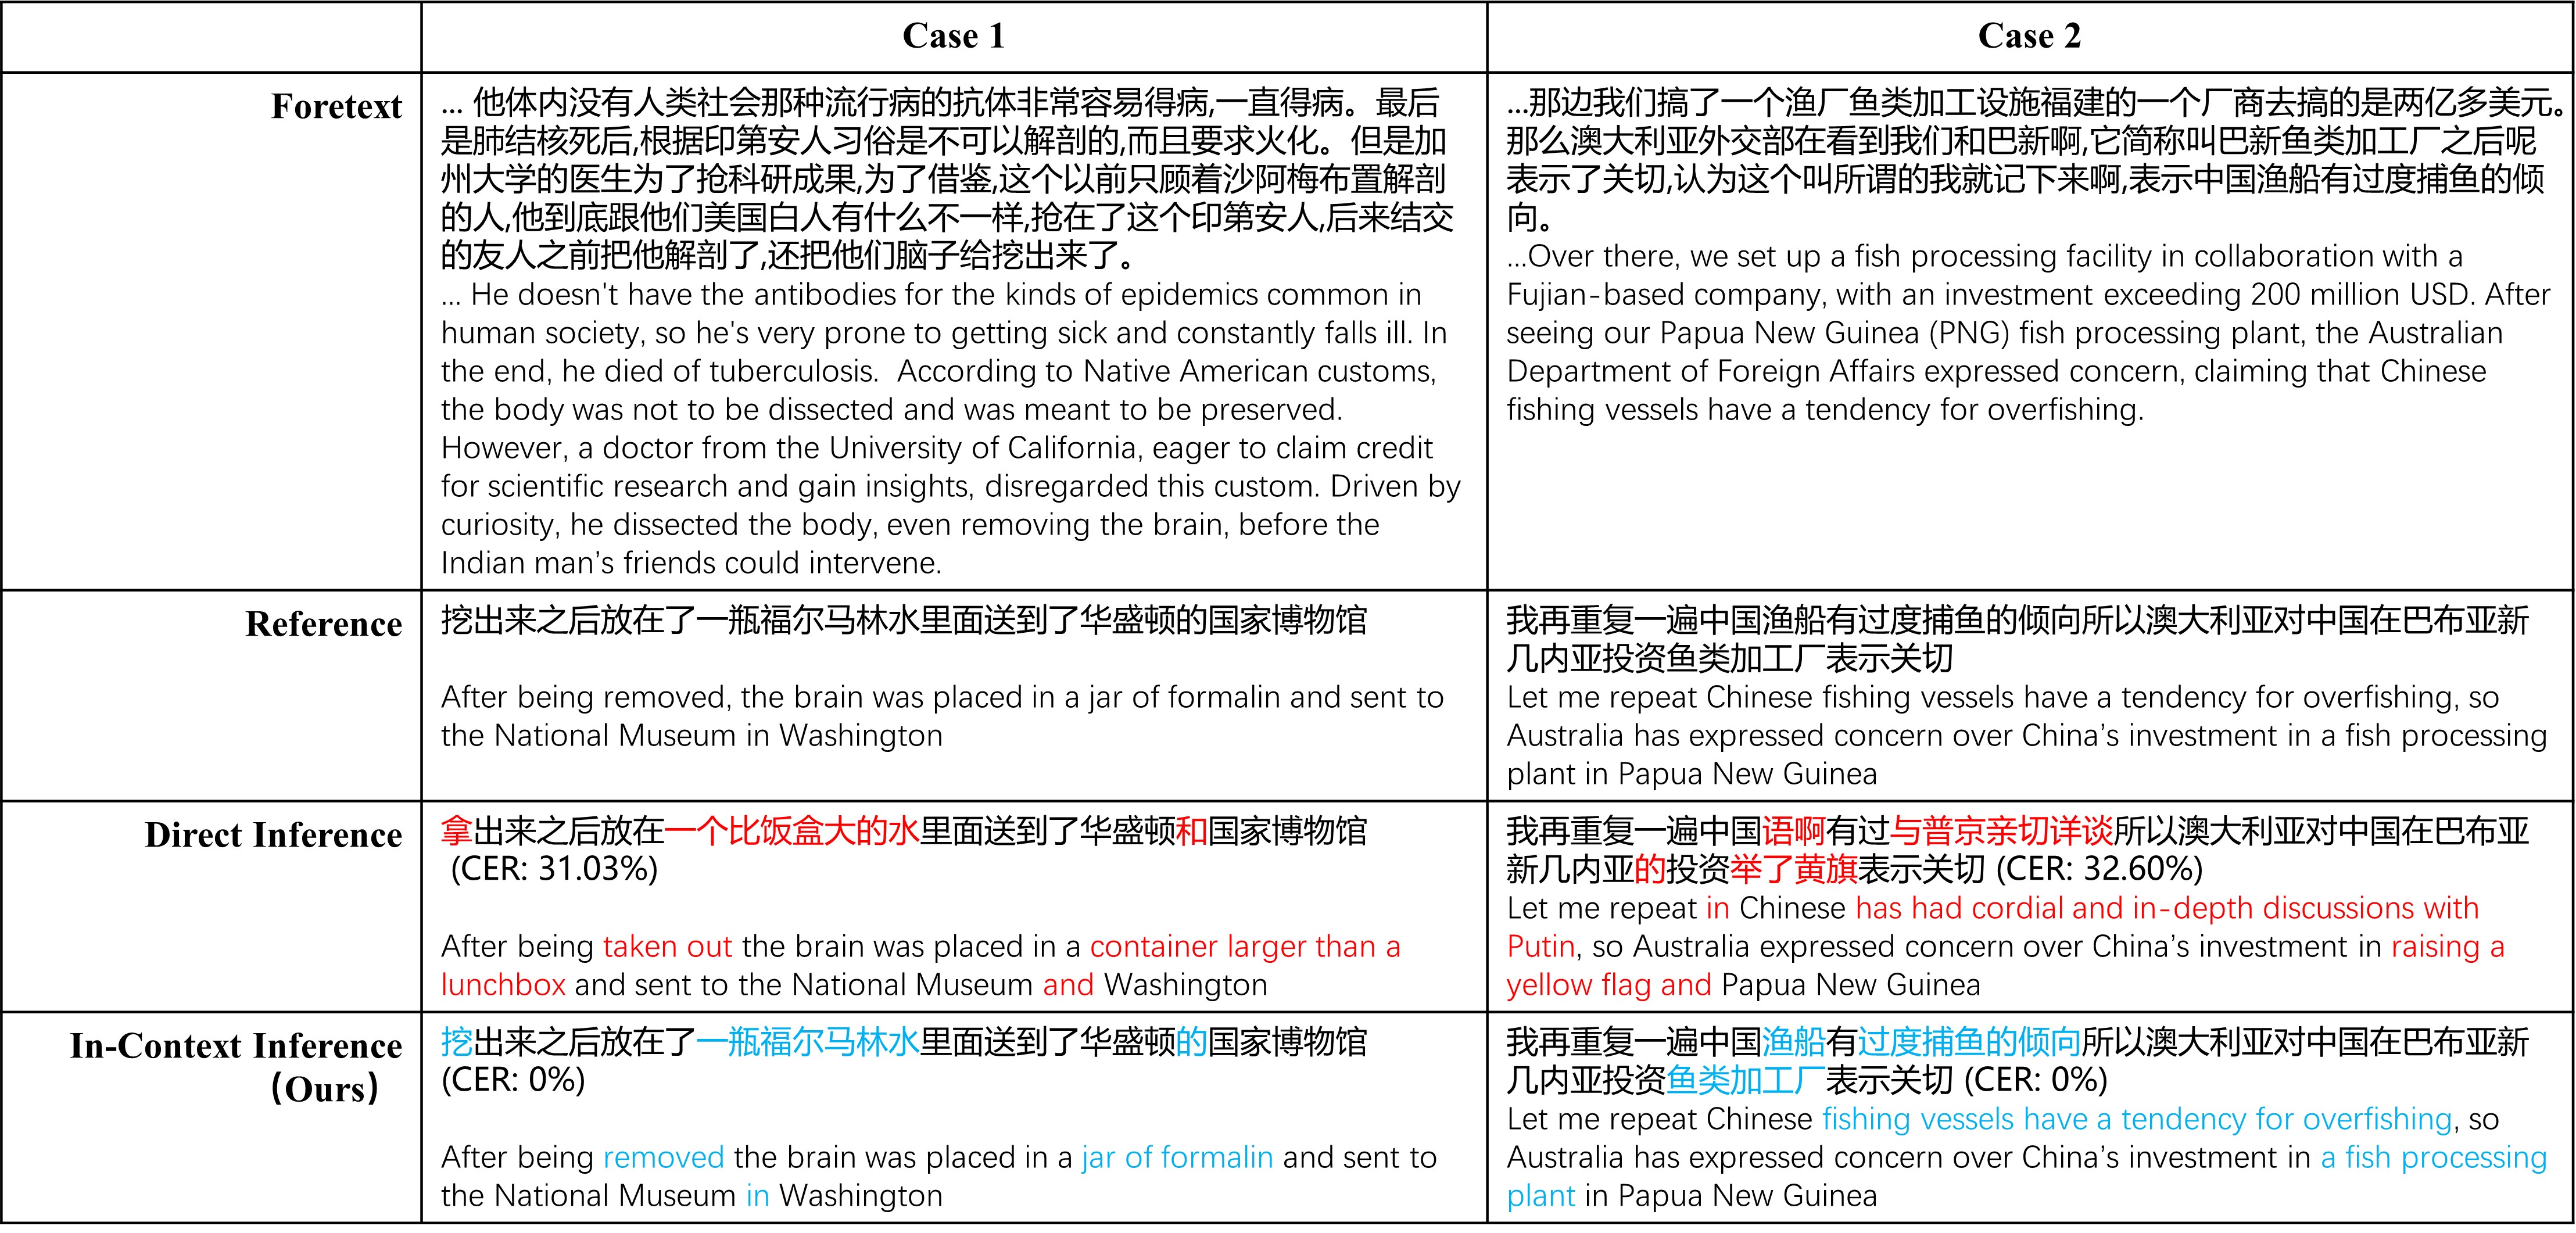 Case 1
Case 2
Foretext
... 他体内没有人类社会那种流行病的抗体非常容易得病,一直得病。最后
是肺结核死后,根据印第安人习俗是不可以解剖的,而且要求火化。但是加
州大学的医生为了抢科研成果,为了借鉴,这个以前只顾着沙阿梅布置解剖
的人,他到底跟他们美国白人有什么不一样,抢在了这个印第安人,后来结交
的友人之前把他解剖了,还把他们脑子给挖出来了。
... He doesn't have the antibodies for the kinds of epidemics common in
human society, so he's very prone to getting sick and constantly falls ill. In
the end, he died of tuberculosis.  According to Native American customs,
the body was not to be dissected and was meant to be preserved.
However, a doctor from the University of California, eager to claim credit
for scientific research and gain insights, disregarded this custom. Driven by
curiosity, he dissected the body, even removing the brain, before the
Indian man’s friends could intervene.
...那边我们搞了一个渔厂鱼类加工设施福建的一个厂商去搞的是两亿多美元。
那么澳大利亚外交部在看到我们和巴新啊,它简称叫巴新鱼类加工厂之后呢
表示了关切,认为这个叫所谓的我就记下来啊,表示中国渔船有过度捕鱼的倾
向。
...Over there, we set up a fish processing facility in collaboration with a
Fujian-based company, with an investment exceeding 200 million USD. After
seeing our Papua New Guinea (PNG) fish processing plant, the Australian
Department of Foreign Affairs expressed concern, claiming that Chinese
fishing vessels have a tendency for overfishing.
Reference
挖出来之后放在了一瓶福尔马林水里面送到了华盛顿的国家博物馆
After being removed, the brain was placed in a jar of formalin and sent to
the National Museum in Washington
我再重复一遍中国渔船有过度捕鱼的倾向所以澳大利亚对中国在巴布亚新
几内亚投资鱼类加工厂表示关切
Let me repeat Chinese fishing vessels have a tendency for overfishing, so
Australia has expressed concern over China’s investment in a fish processing
plant in Papua New Guinea
Direct Inference
拿出来之后放在一个比饭盒大的水里面送到了华盛顿和国家博物馆
(CER: 31.03%)
After being taken out the brain was placed in a container larger than a
lunchbox and sent to the National Museum and Washington
我再重复一遍中国语啊有过与普京亲切详谈所以澳大利亚对中国在巴布亚
新几内亚的投资举了黄旗表示关切 (CER: 32.60%)
Let me repeat in Chinese has had cordial and in-depth discussions with
Putin, so Australia expressed concern over China’s investment in raising a
yellow flag and Papua New Guinea
In-Context Inference
（Ours）
挖出来之后放在了一瓶福尔马林水里面送到了华盛顿的国家博物馆
(CER: 0%)
After being removed the brain was placed in a jar of formalin and sent to
the National Museum in Washington
我再重复一遍中国渔船有过度捕鱼的倾向所以澳大利亚对中国在巴布亚新
几内亚投资鱼类加工厂表示关切 (CER: 0%)
Let me repeat Chinese fishing vessels have a tendency for overfishing, so
Australia has expressed concern over China’s investment in a fish processing
plant in Papua New Guinea